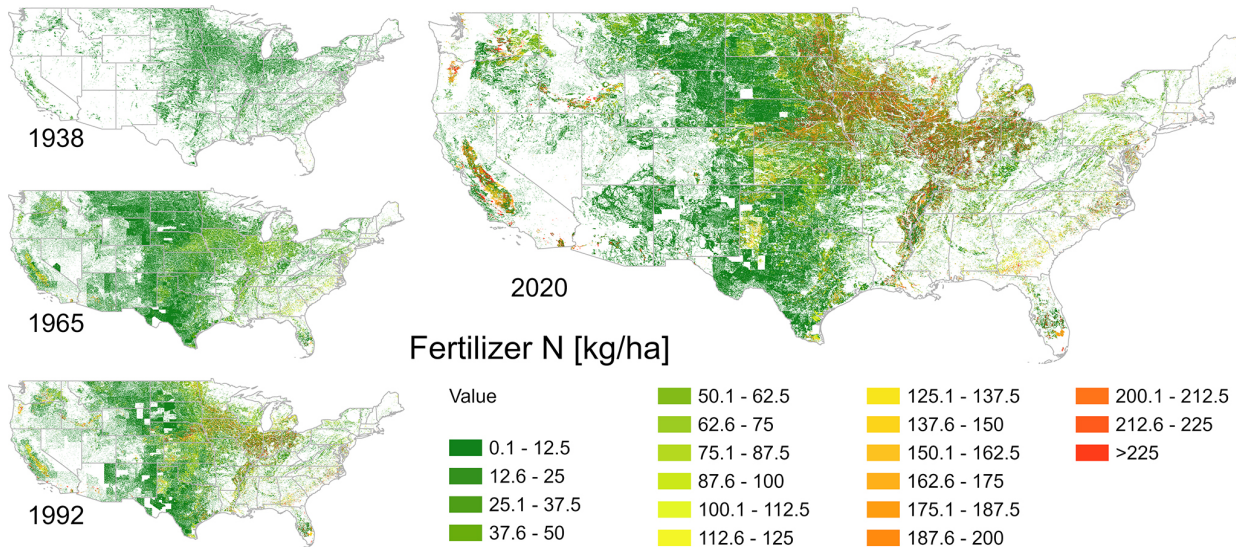 1938
1965
1992
2020
Fertilizer N [kg/ha]
Value
0.1 - 12.5
12.6 - 25
25.1 - 37.5
37.6 - 50
50.1 - 62.5
62.6 - 75
75.1 - 87.5
87.6 - 100
100.1 - 112.5
112.6 - 125
125.1 - 137.5
137.6 - 150
150.1 - 162.5
162.6 - 175
175.1 - 187.5
187.6 - 200
200.1 - 212.5
212.6 - 225
>225